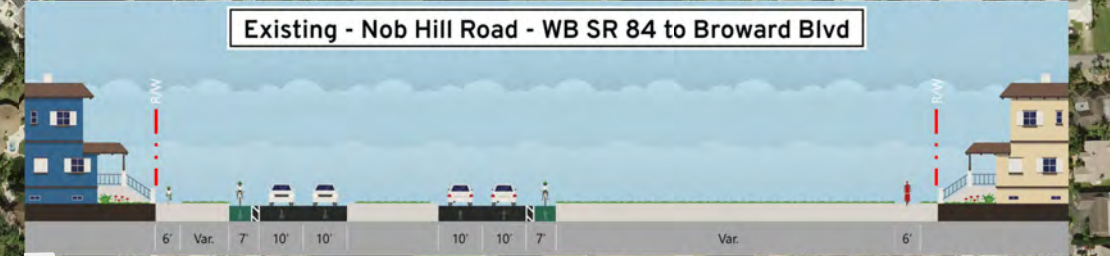 Existing - Nob Hill Road - WB SR 84 to Broward Blvd
R/W
R/W
6' Var. 7' 10' 10' 10' 10' 7' Var. 6'